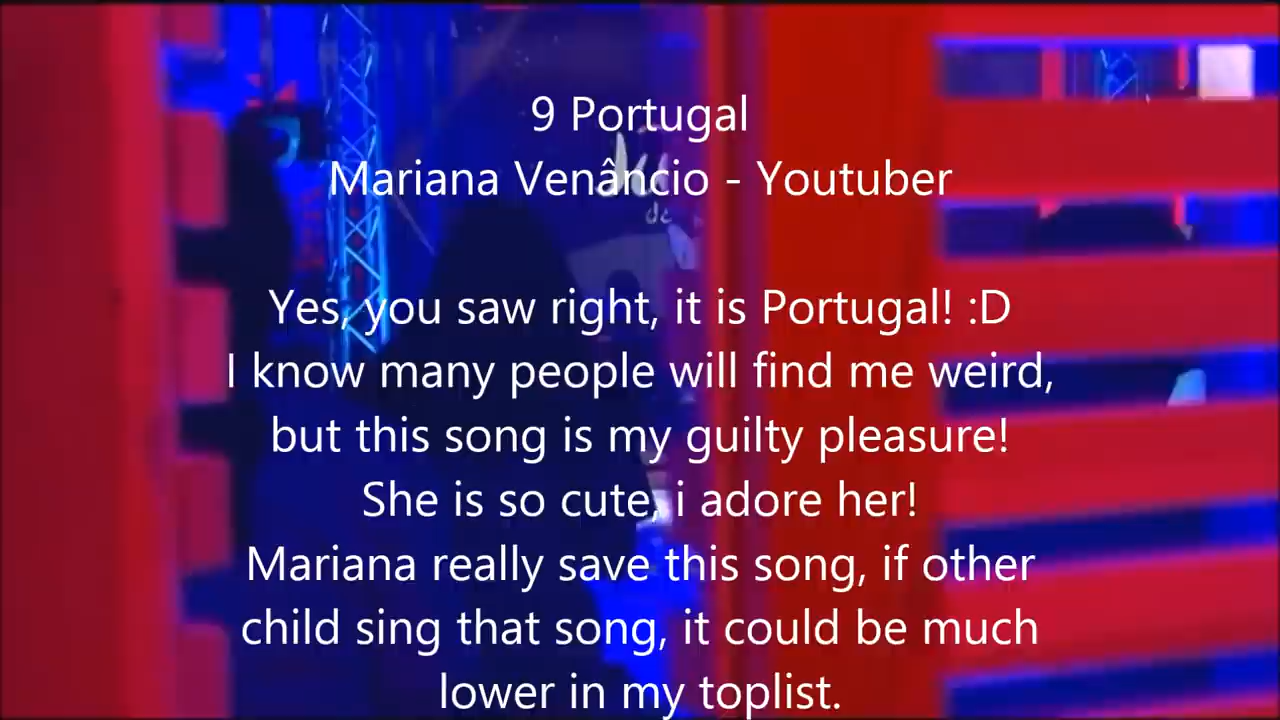 9 Portugal
Mariana Venâncio - Youtuber
Yes, you saw right, it is Portugal! :D
I know many people will find me weird,
but this song is my guilty pleasure!
She is so cute, i adore her!
Mariana really save this song, if other
child sing that song, it could be much
lower in my toplist.